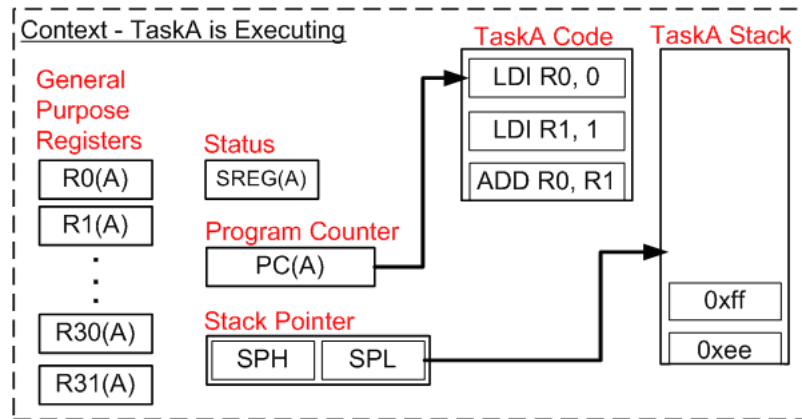 Context - TaskA is Executing
TaskA Code
TaskA Stack
General
Purpose
Registers
R0(A)
R1(A)
R30(A)
R31(A)
Status
SREG(A)
Program Counter
PC(A)
Stack Pointer
SPH
SPL
LDI R0, 0
LDI R1, 1
ADD R0, R1
0xff
0xee